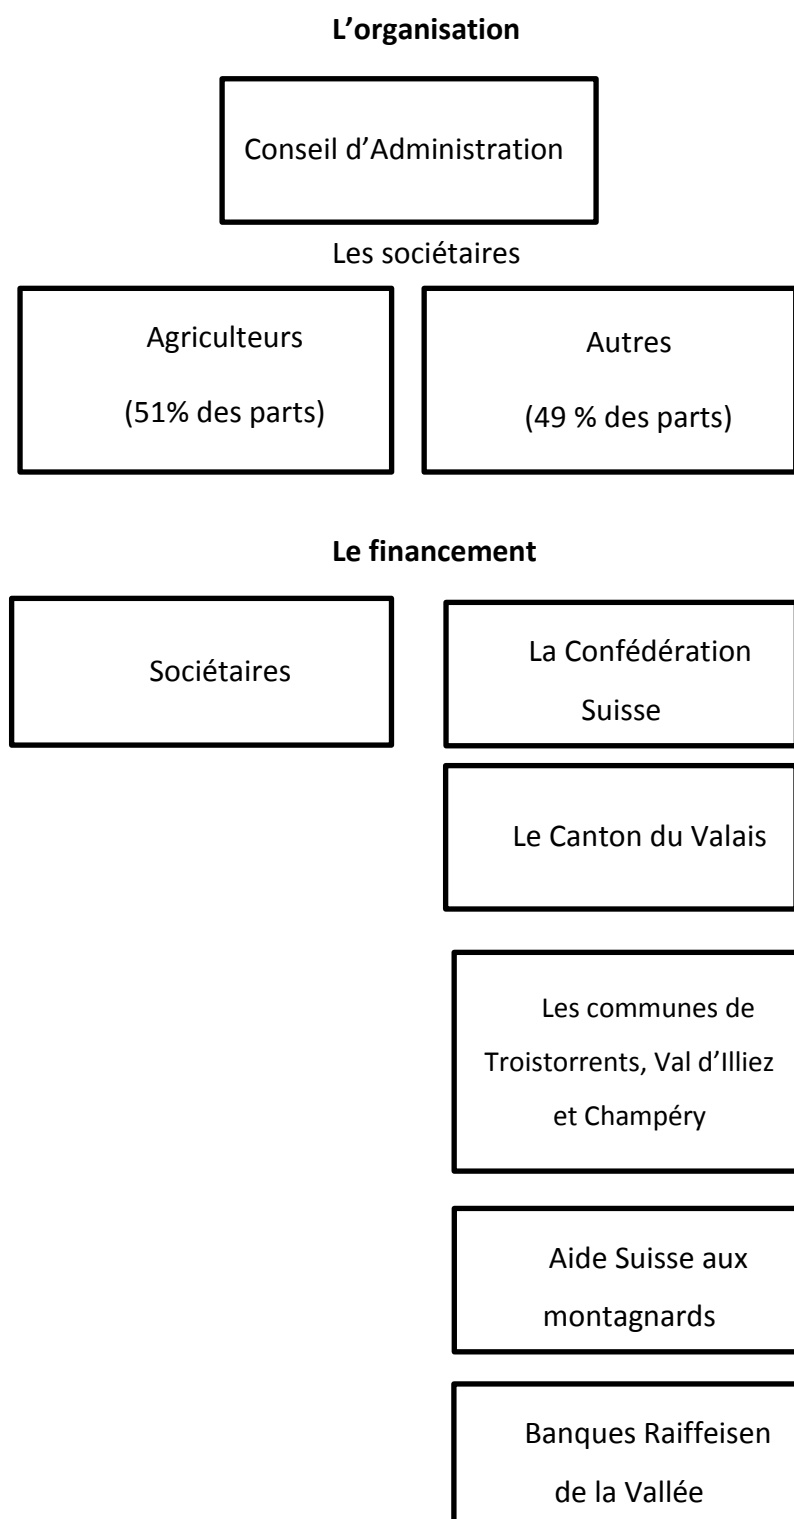 L’organisation
Conseil d’Administration
Les sociétaires
Agriculteurs
(51% des parts)
Autres
(49 % des parts)
Le financement
Sociétaires
La Confédération
Suisse
Le Canton du Valais
Les communes de
Troistorrents, Val d’Illiez
et Champéry
Aide Suisse aux
montagnards
Banques Raiffeisen
de la Vallée